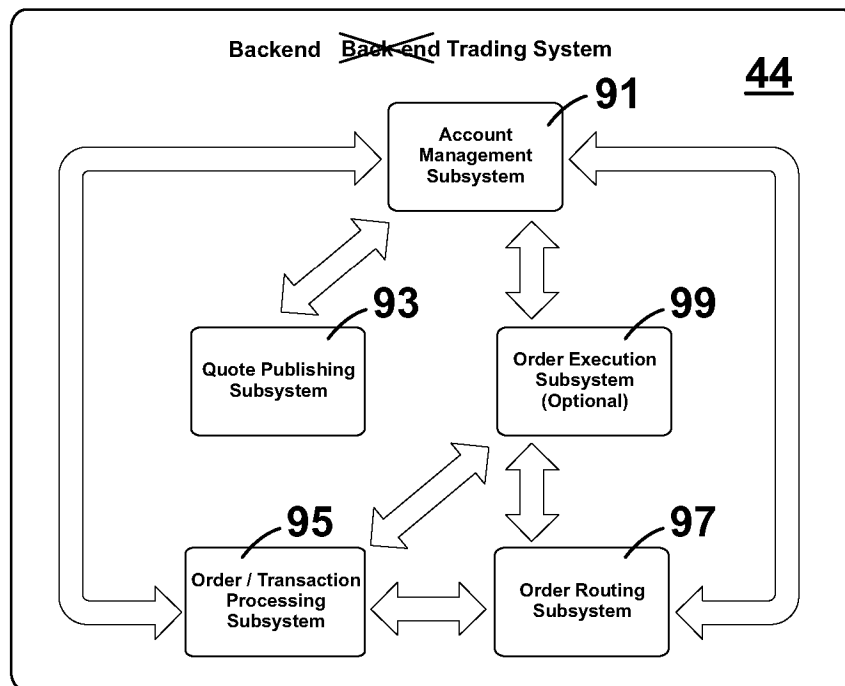 Backend Back-end Trading System
44
91
Account
Management
Subsystem
93
Quote Publishing
Subsystem
99
Order Execution
Subsystem
(Optional)
95
Order / Transaction
Processing
Subsystem
97
Order Routing
Subsystem